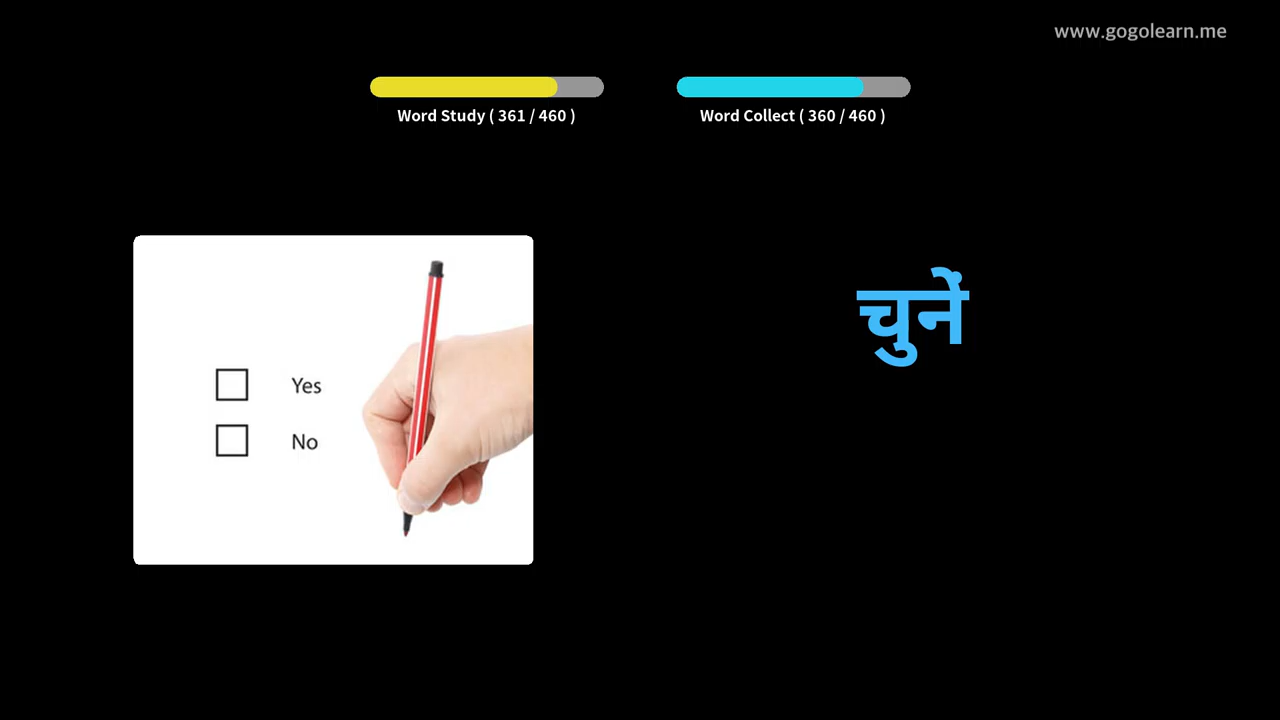 www.gogolearn.me
Word Study ( 361 / 460 )
Word Collect ( 360 / 460 )
चुनें
Yes
No